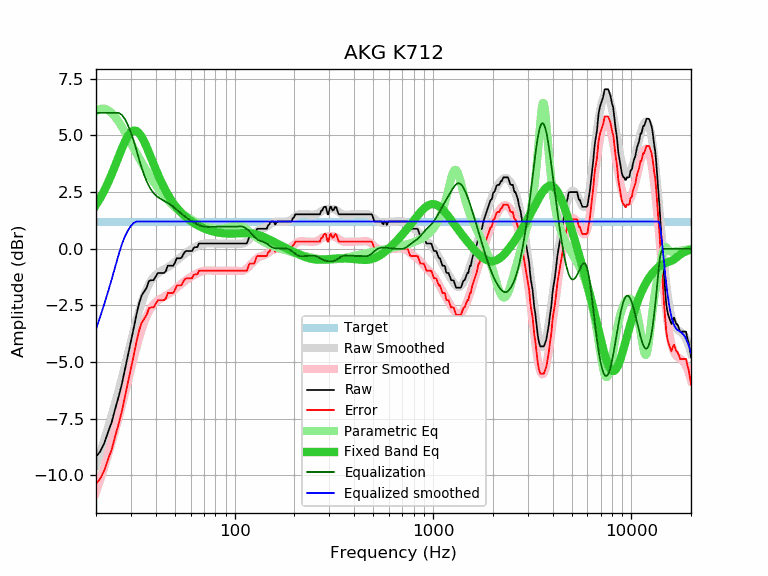 AKG K712
7.5
5.0
2.5
0.0
−2.5
−5.0
−7.5
−10.0
Amplitude (dBr)
Target
Raw Smoothed
Error Smoothed
Raw
Error
Parametric Eq
Fixed Band Eq
Equalization
Equalized smoothed
100
1000
10000
Frequency (Hz)